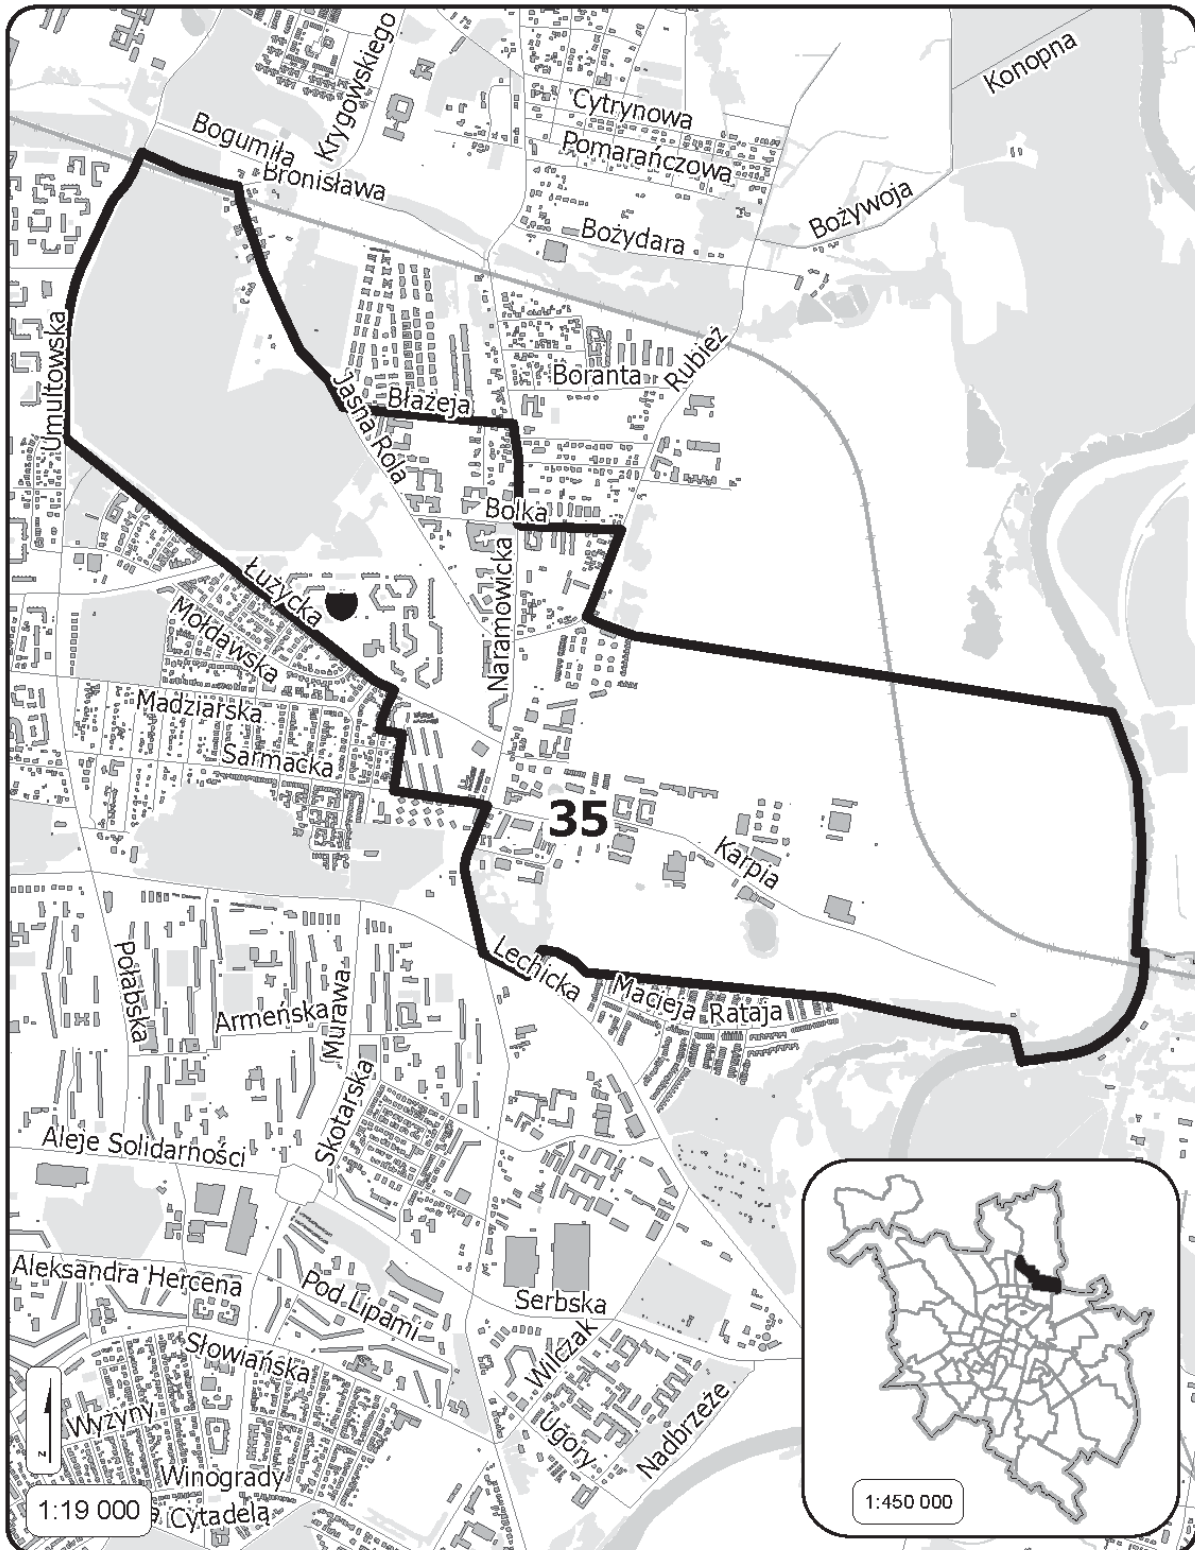 Konopna
Krygowskiego
Cytrynowa
Bogumiła
Pomarańczowa
Bronisława
Bożywoja
Bożydara
Umultowska
Rubież
Boranta
Jasna Rola
Błażeja
Bolka
Łużycka
Naramowicka
Mołdawska
Madziarska
Sarmacka
35
Karpia
Lechicka
Macieja Rataja
Połabska
Murawa
Armeńska
Skotarska
Aleje Solidarności
Aleksandra Hercena
Pod Lipami
Serbska
Słowiańska
Wilczak
Wyżyny
Ugory
Nadbrzeże
Winogrady
Cytadelą
N
1:19 000
1:450 000